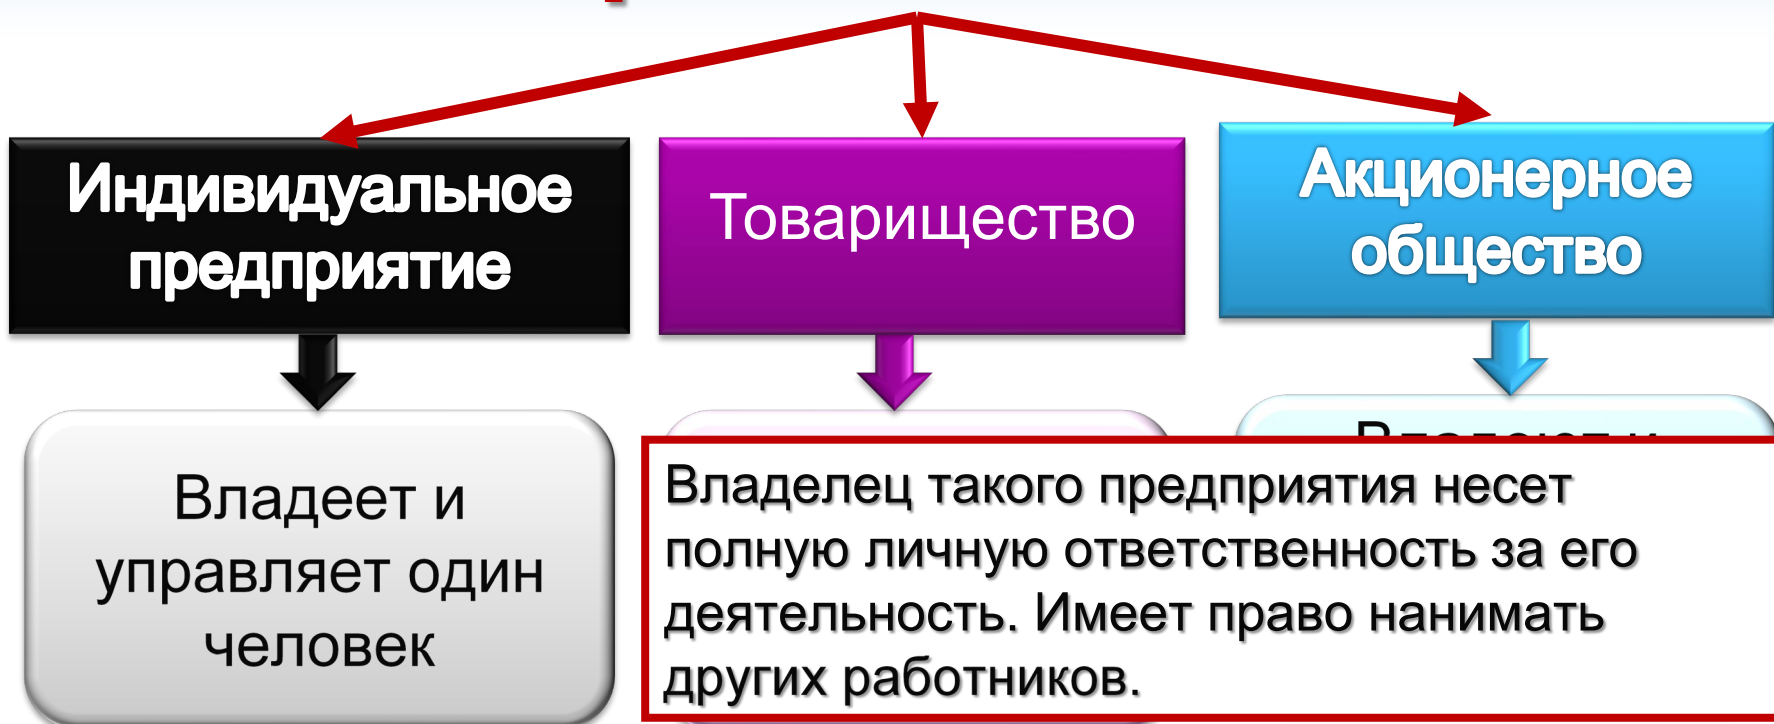 Индивидуальное
предприятие
Товарищество
Акционерное
общество
Владеет и
управляет один
человек
Владеют и
Владелец такого предприятия несет
полную личную ответственность за его
деятельность. Имеет право нанимать
других работников.